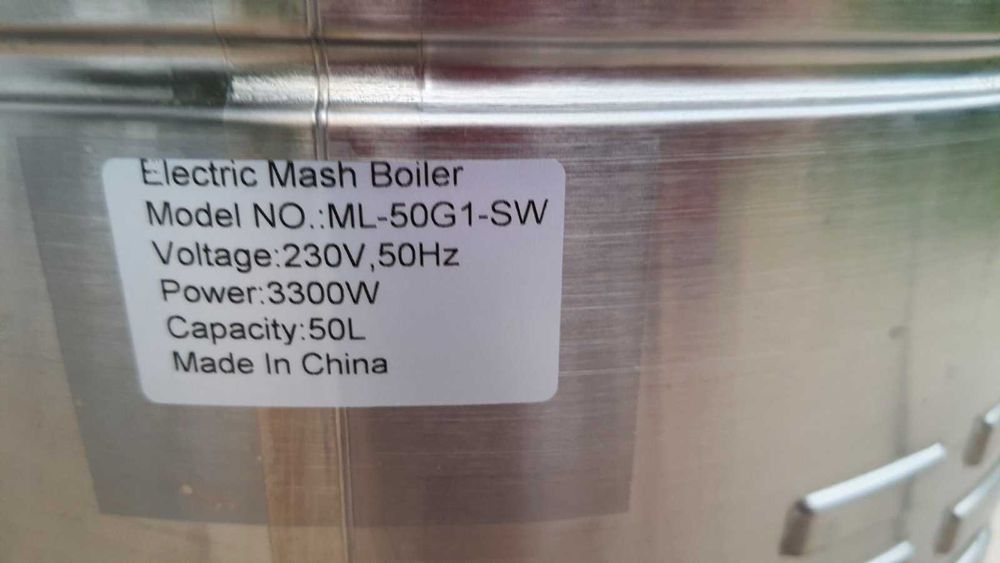 Electric Mash Boiler
Model NO.:ML-50G1-SW
Voltage:230V,50Hz
Power:3300W
Capacity:50L
Made In China